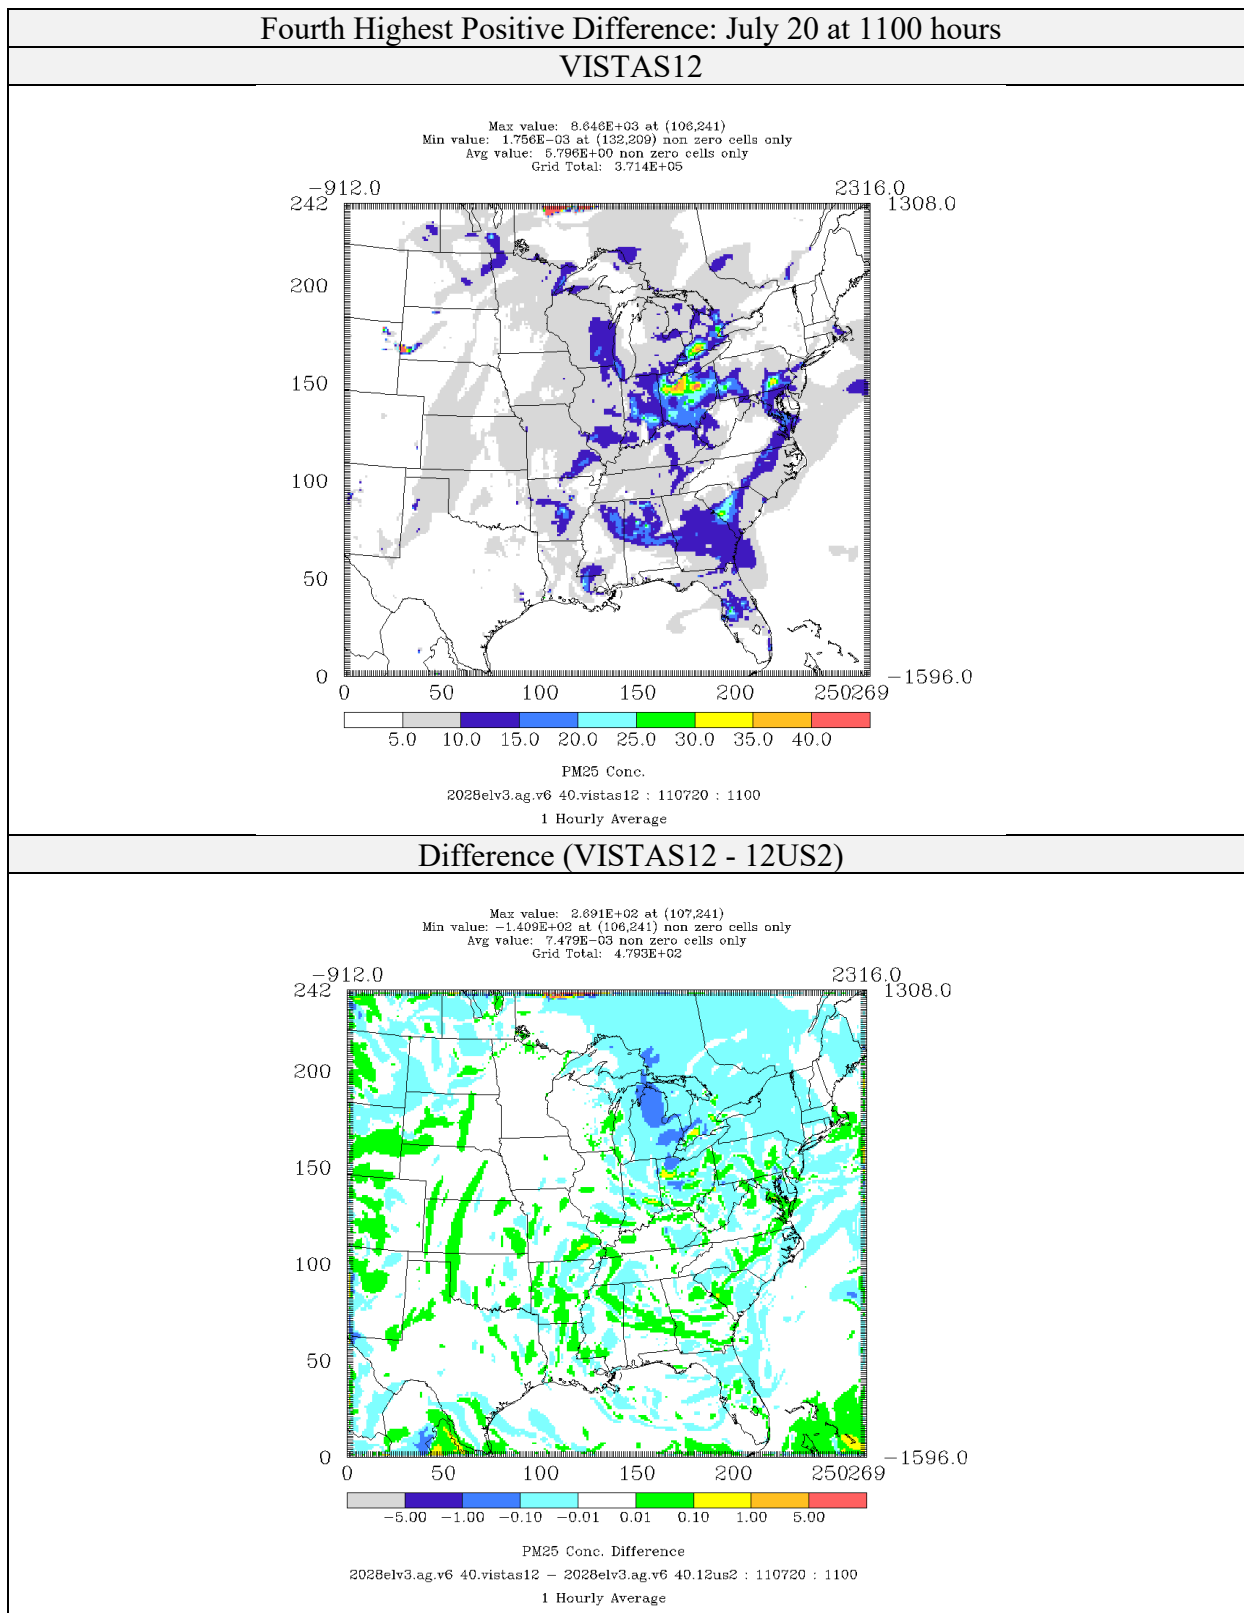 Fourth Highest Positive Difference: July 20 at 1100 hours
VISTAS12
Max value: 8.646E+03 at (106,241)
Min value: 1.756E-03 at (132,209) non zero cells only
Avg value: 5.796E+00 non zero cells only
Grid Total: 3.714E+05
-912.0 2316.0
242 1308.0
200
150
100
50
0 -1596.0
0 50 100 150 200 250269
5.0 10.0 15.0 20.0 25.0 30.0 35.0 40.0
PM25 Conc.
2028elv3.ag.v6 40.vistas12 : 110720 : 1100
1 Hourly Average
Difference (VISTAS12 - 12US2)
Max value: 2.691E+02 at (107,241)
Min value: -1.409E+02 at (106,241) non zero cells only
Avg value: 7.479E-03 non zero cells only
Grid Total: 4.793E+02
-912.0 2316.0
242 1308.0
200
150
100
50
0 -1596.0
0 50 100 150 200 250269
-5.00 -1.00 -0.10 -0.01 0.01 0.10 1.00 5.00
PM25 Conc. Difference
2028elv3.ag.v6 40.vistas12 - 2028elv3.ag.v6 40.12us2 : 110720 : 1100
1 Hourly Average